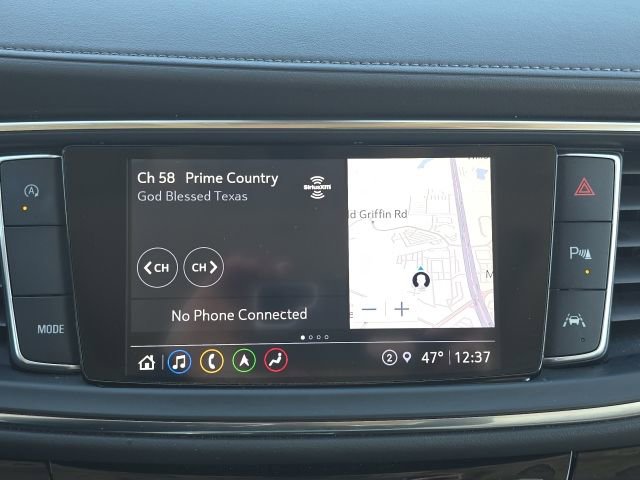 Ch 58 Prime Country
God Blessed Texas
SiriusXM
d Griffin Rd
CH
CH
No Phone Connected
MODE
2
47°
12:37
A
P
M